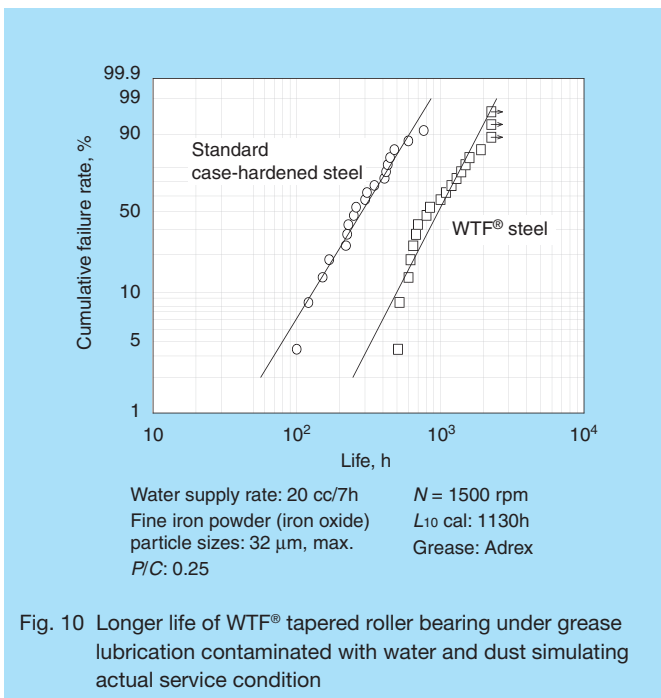 99.9
99
90
50
10
5
1
Cumulative failure rate, %
Standard
case-hardened steel
WTF® steel
10
10²
10³
10⁴
Life, h
Water supply rate: 20 cc/7h
Fine iron powder (iron oxide)
particle sizes: 32 μm, max.
P/C: 0.25
N = 1500 rpm
L10 cal: 1130h
Grease: Adrex
Fig. 10 Longer life of WTF® tapered roller bearing under grease
lubrication contaminated with water and dust simulating
actual service condition